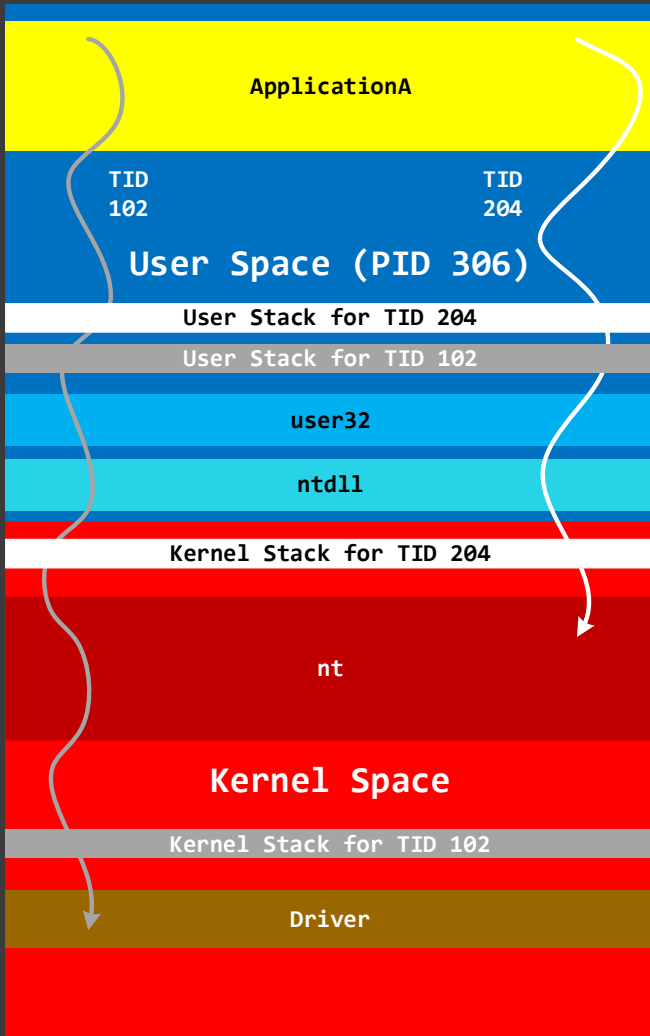 ApplicationA
TID
102
TID
204
User Space (PID 306)
User Stack for TID 204
User Stack for TID 102
user32
ntdll
Kernel Stack for TID 204
nt
Kernel Space
Kernel Stack for TID 102
Driver